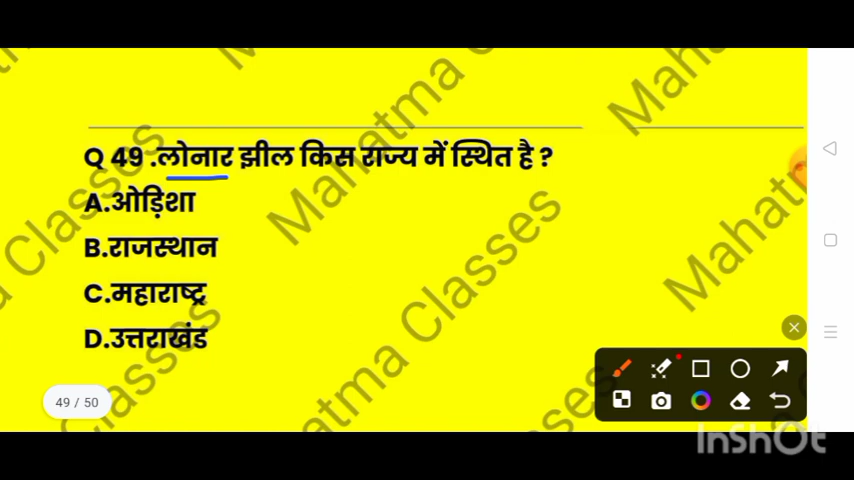 Q 49 .लोनार झील किस राज्य में स्थित है ?
A.ओड़िशा
B.राजस्थान
C.महाराष्ट्र
D.उत्तराखंड
49 / 50
Mahatma Classes
InShOt